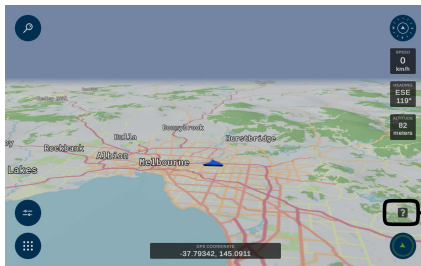 SPEED
0
km/h
HEADING
ESE
119°
ALTITUDE
82
meters
Donnybrook
Bulla
Hurstbridge
Rockbank
Albion
Melbourne
Lakes
?
GPS COORDINATE
-37.79342, 145.0911